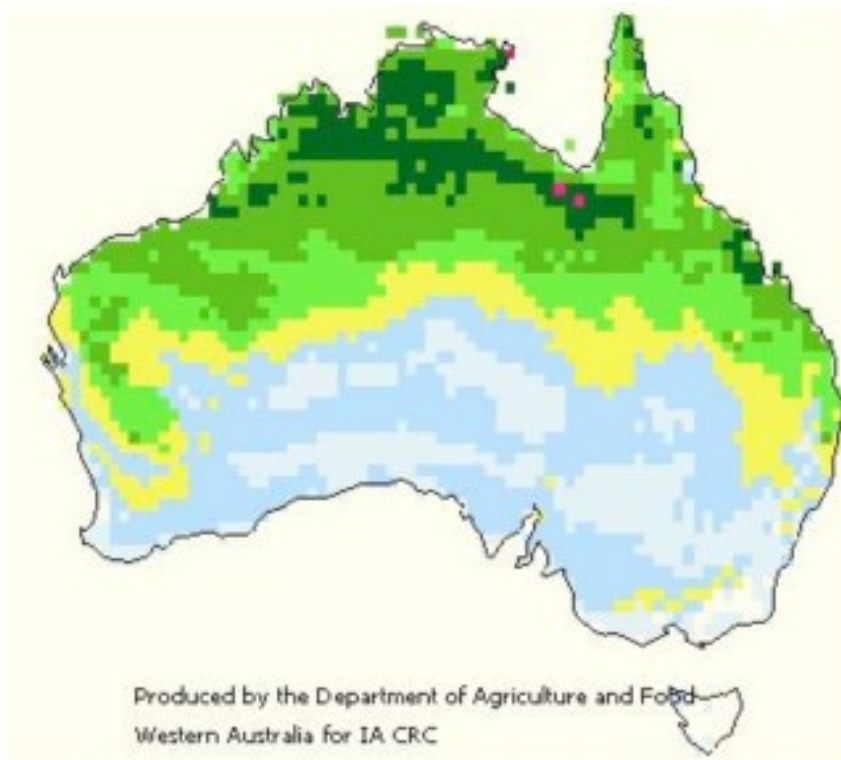 Produced by the Department of Agriculture and Food
Western Australia for IA CRC